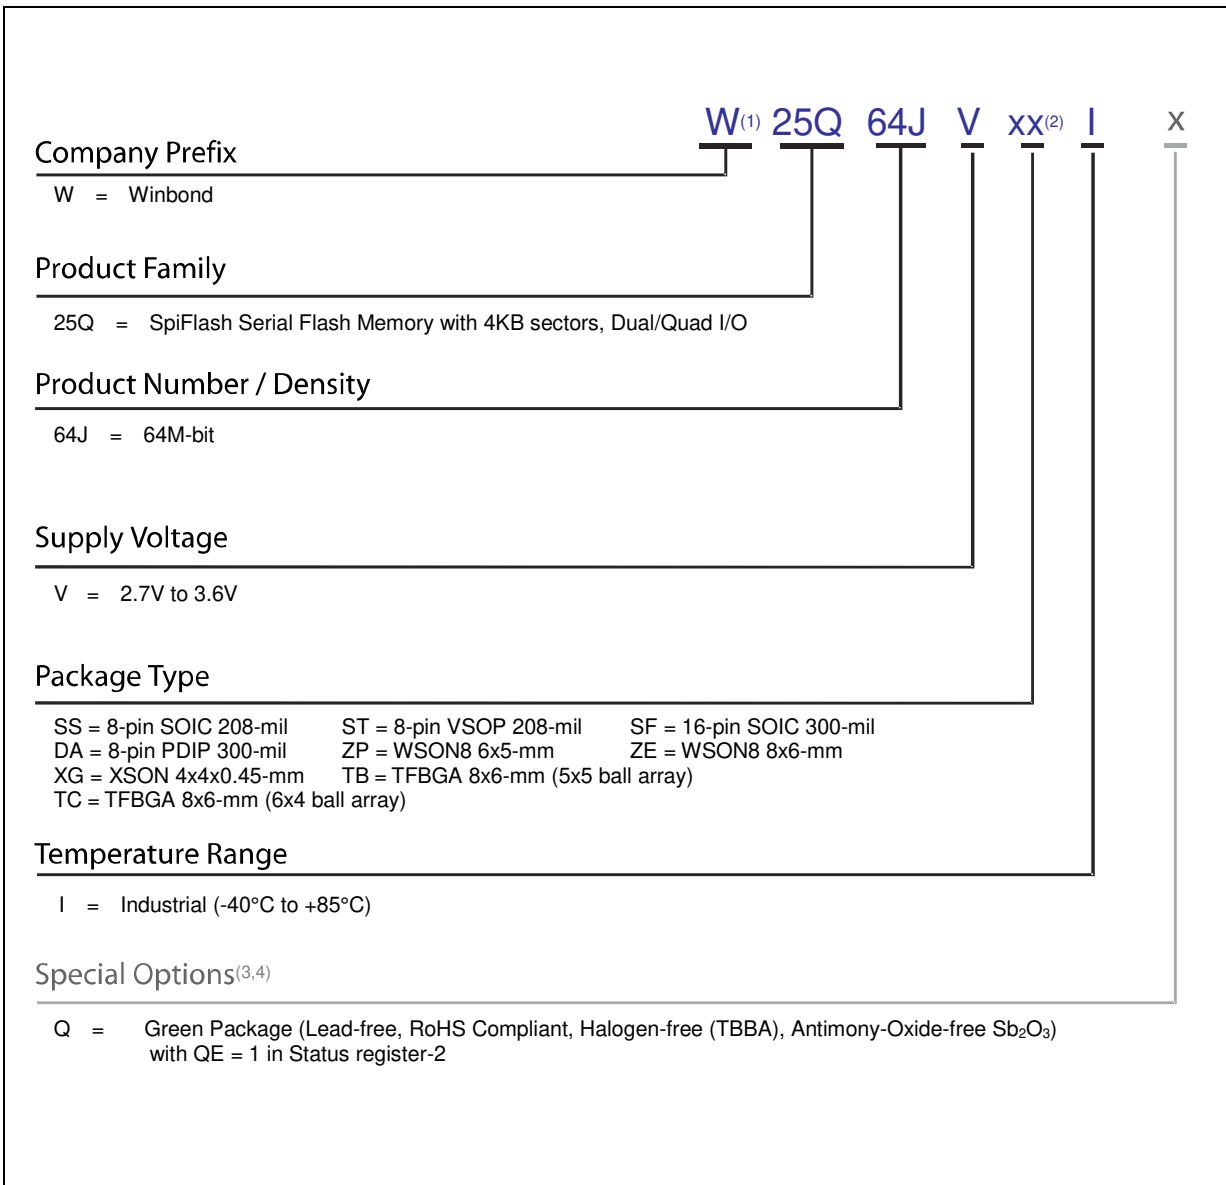 W(1) 25Q 64J V xx(2) I x
Company Prefix
W = Winbond
Product Family
25Q = SpiFlash Serial Flash Memory with 4KB sectors, Dual/Quad I/O
Product Number / Density
64J = 64M-bit
Supply Voltage
V = 2.7V to 3.6V
Package Type
SS = 8-pin SOIC 208-mil ST = 8-pin VSOP 208-mil SF = 16-pin SOIC 300-mil
DA = 8-pin PDIP 300-mil ZP = WSON8 6x5-mm ZE = WSON8 8x6-mm
XG = XSON 4x4x0.45-mm TB = TFBGA 8x6-mm (5x5 ball array)
TC = TFBGA 8x6-mm (6x4 ball array)
Temperature Range
I = Industrial (-40°C to +85°C)
Special Options(3,4)
Q = Green Package (Lead-free, RoHS Compliant, Halogen-free (TBBA), Antimony-Oxide-free Sb₂O₃)
with QE = 1 in Status register-2